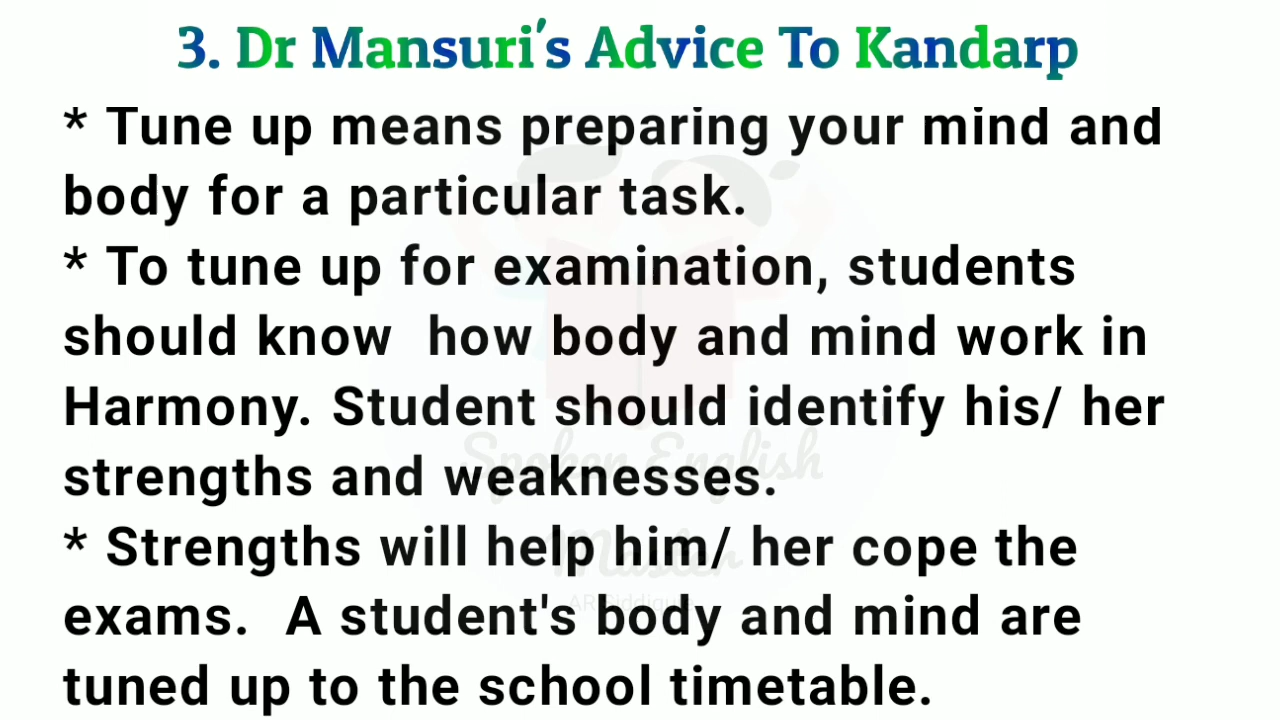 3. Dr Mansuri's Advice To Kandarp
* Tune up means preparing your mind and
body for a particular task.
* To tune up for examination, students
should know  how body and mind work in
Harmony. Student should identify his/ her
strengths and weaknesses.
* Strengths will help him/ her cope the
exams.  A student's body and mind are
tuned up to the school timetable.
Spoken English
Master